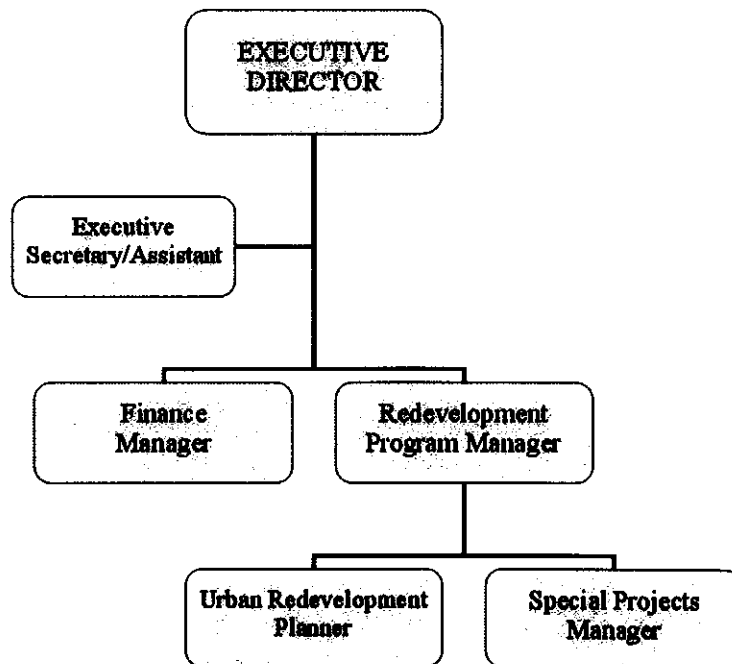 EXECUTIVE
DIRECTOR
Executive
Secretary/Assistant
Finance
Manager
Redevelopment
Program Manager
Urban Redevelopment
Planner
Special Projects
Manager